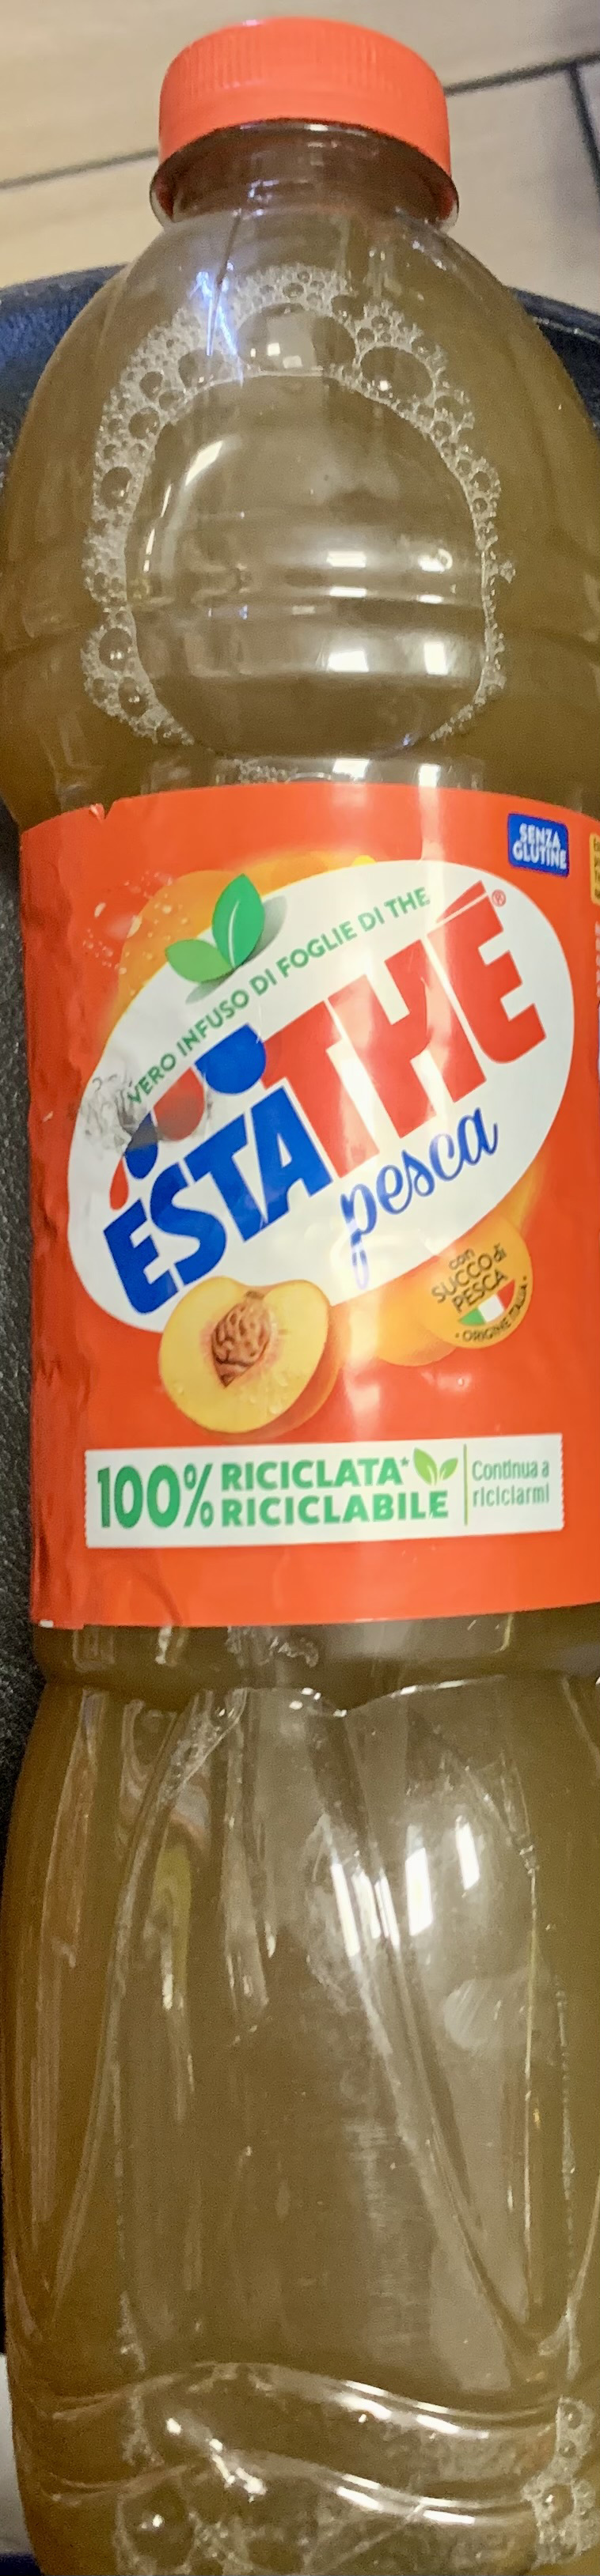 SENZA
GLUTINE
VERO INFUSO DI FOGLIE DI THE
ESTATHÉ®
pesca
con
SUCCO di
PESCA
• ORIGINE ITALIA •
100% RICICLATA*
RICICLABILE
Continua a
riciclarmi